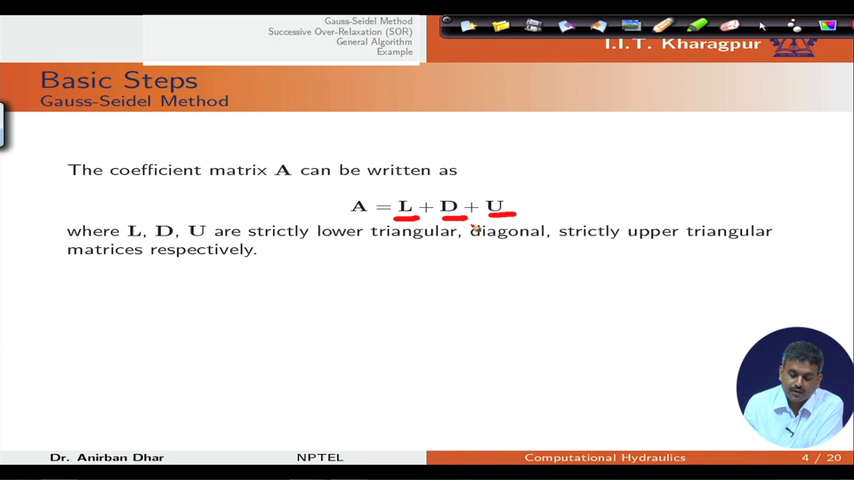 Gauss-Seidel Method
Successive Over-Relaxation (SOR)
General Algorithm
Example
I.I.T. Kharagpur
Basic Steps
Gauss-Seidel Method
The coefficient matrix A can be written as
A = L + D + U
where L, D, U are strictly lower triangular, diagonal, strictly upper triangular
matrices respectively.
Dr. Anirban Dhar NPTEL Computational Hydraulics 4 / 20